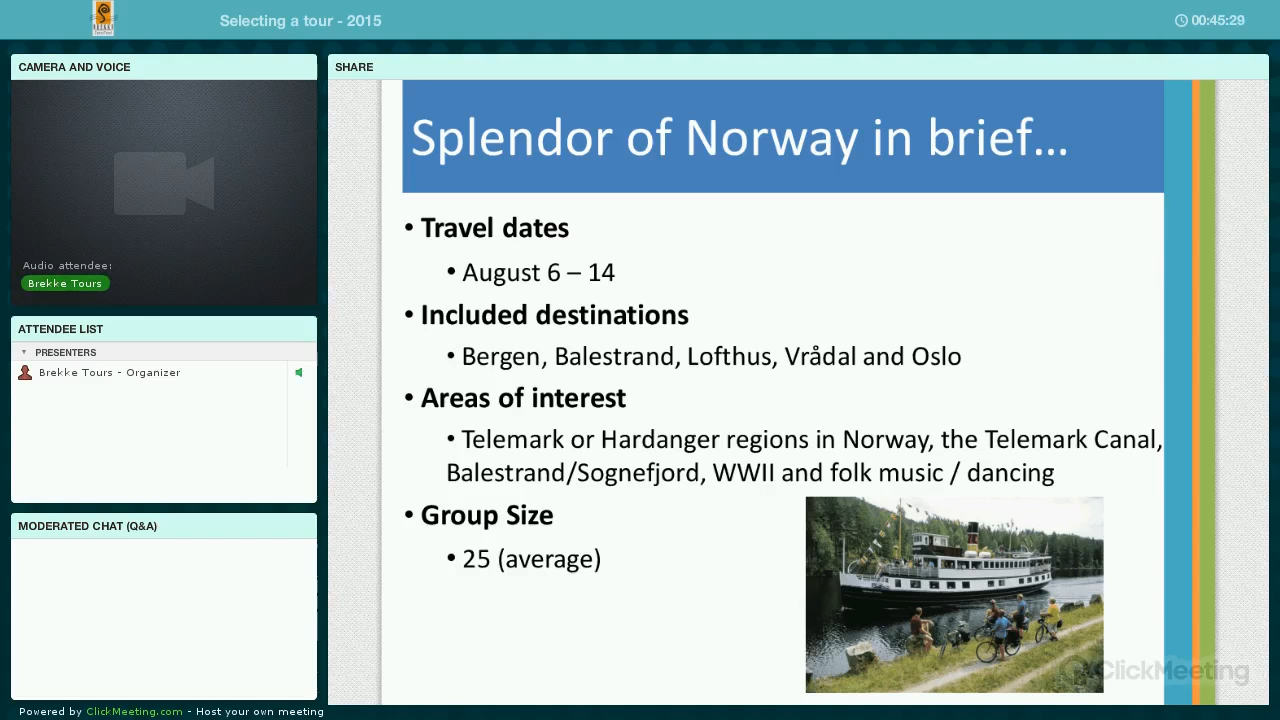 Selecting a tour - 2015
00:45:29
CAMERA AND VOICE
Audio attendee:
Brekke Tours
ATTENDEE LIST
PRESENTERS
Brekke Tours - Organizer
MODERATED CHAT (Q&A)
SHARE
Splendor of Norway in brief...
• Travel dates
• August 6 – 14
• Included destinations
• Bergen, Balestrand, Lofthus, Vrådal and Oslo
• Areas of interest
• Telemark or Hardanger regions in Norway, the Telemark Canal,
Balestrand/Sognefjord, WWII and folk music / dancing
• Group Size
• 25 (average)
ClickMeeting
Powered by ClickMeeting.com - Host your own meeting